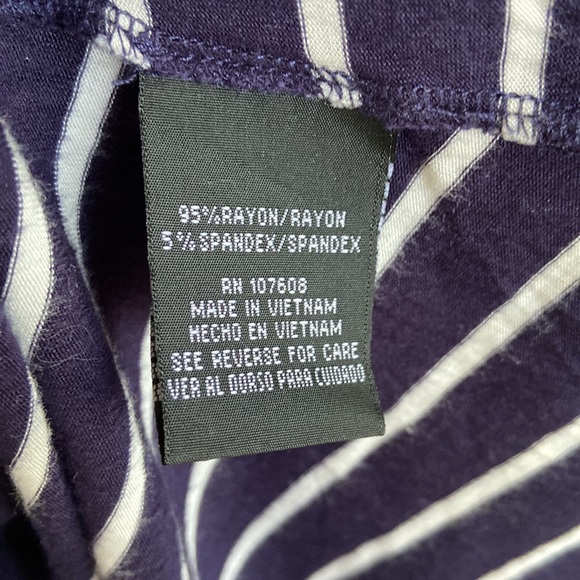 95%RAYON/RAYON
5%SPANDEX/SPANDEX
RN 107608
MADE IN VIETNAM
HECHO EN VIETNAM
SEE REVERSE FOR CARE
VER AL DORSO PARA CUIDADO